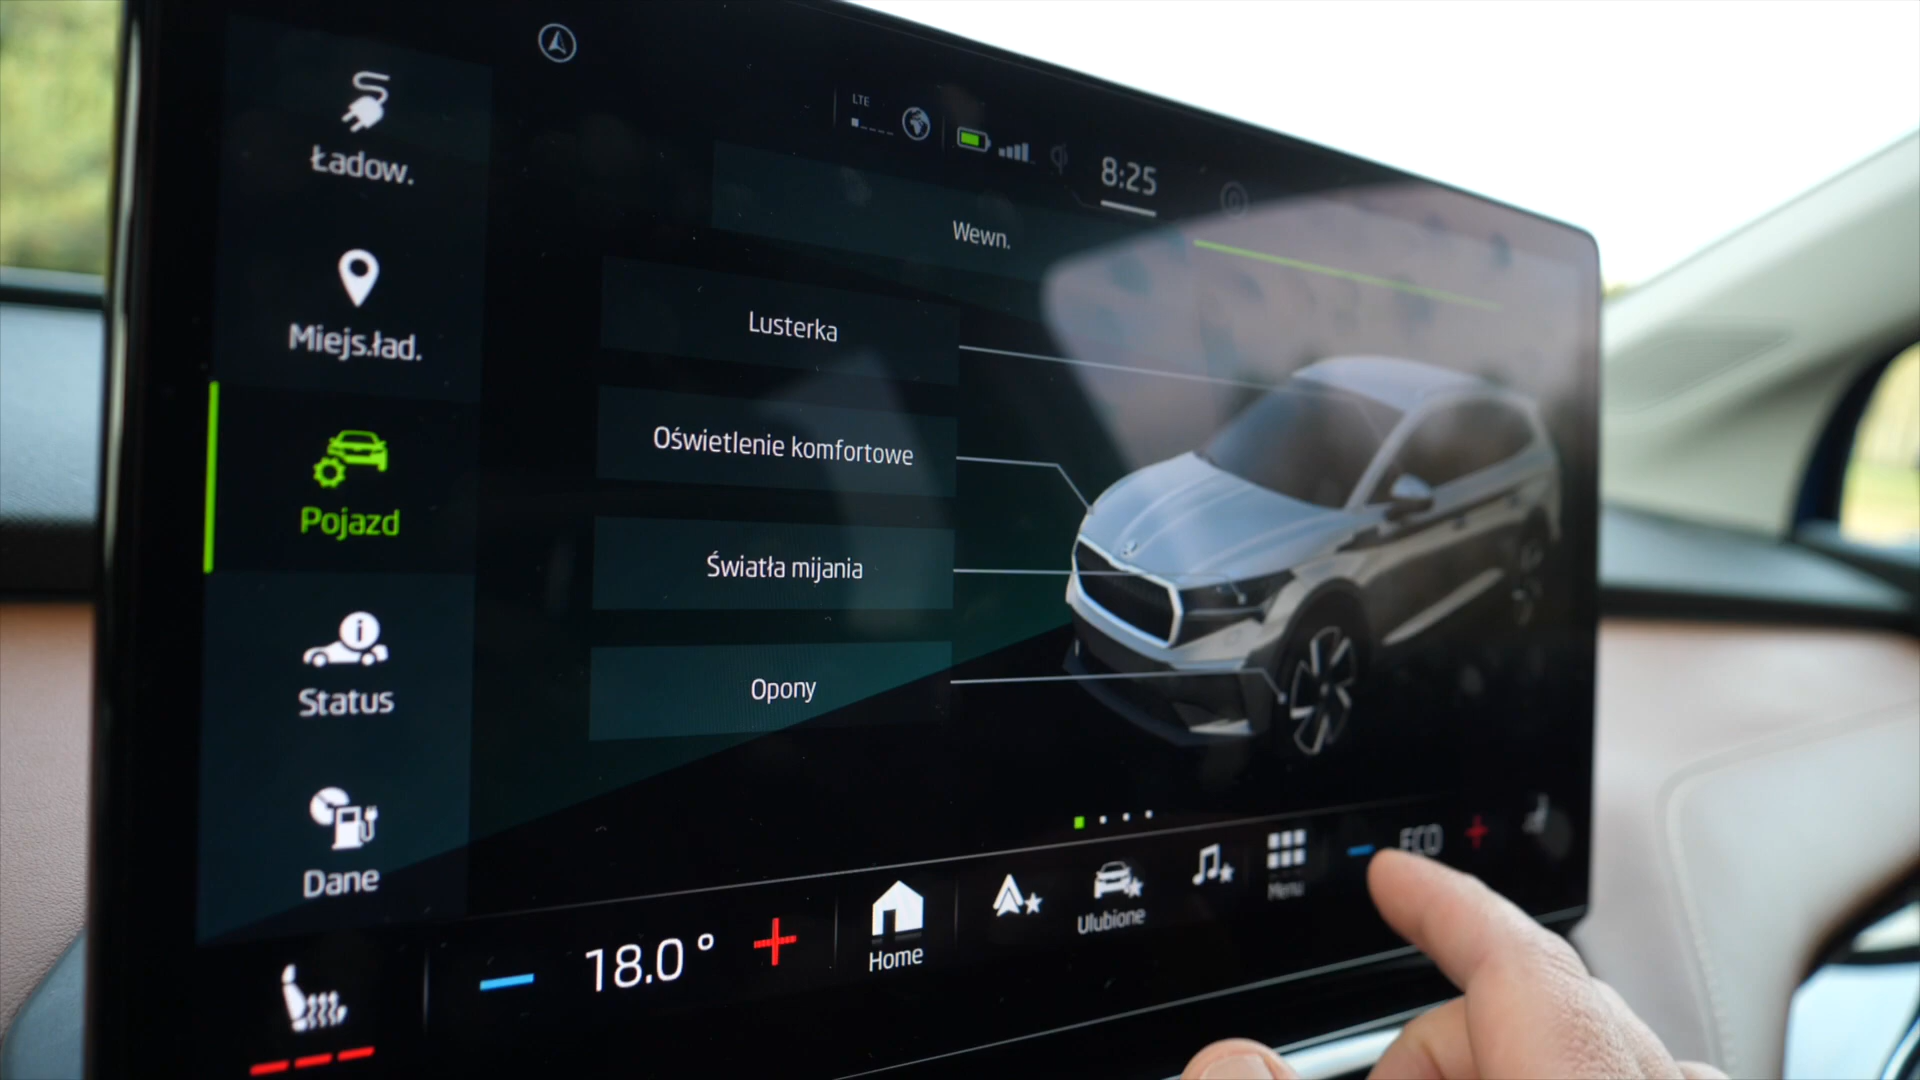 LTE
8:25
Ładow.
Wewn.
Miejs.ład.
Lusterka
Oświetlenie komfortowe
Pojazd
Światła mijania
Status
Opony
Dane
18.0°
Home
Ulubione
Menu
ECO